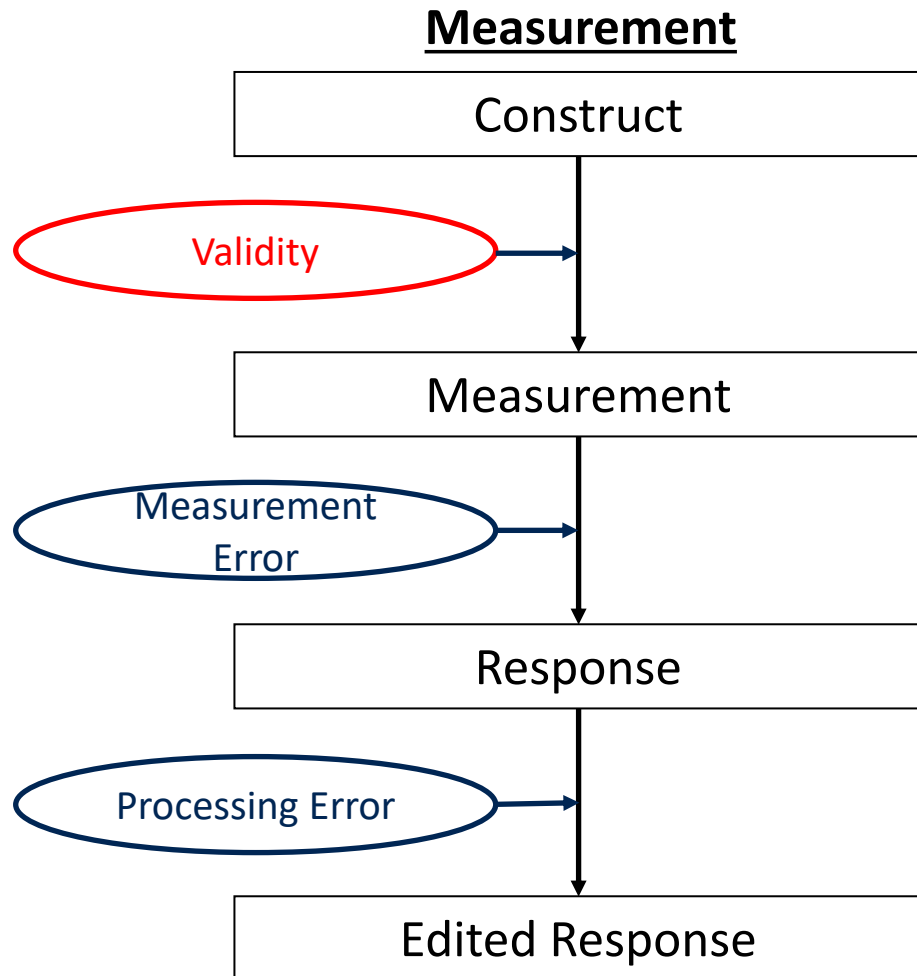 Measurement
Construct
Validity
Measurement
Measurement
Error
Response
Processing Error
Edited Response